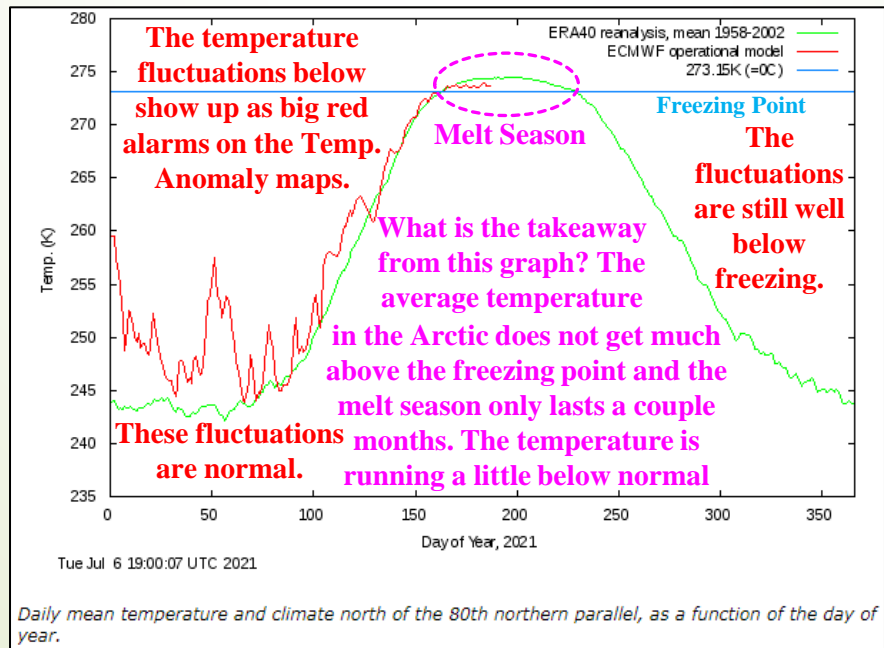 280
275
270
265
260
255
250
245
240
235
Temp. (K)
ERA40 reanalysis, mean 1958-2002
ECMWF operational model
273.15K (=0C)
The temperature
fluctuations below
show up as big red
alarms on the Temp.
Anomaly maps.
Melt Season
Freezing Point
The
fluctuations
are still well
below
freezing.
What is the takeaway
from this graph? The
average temperature
in the Arctic does not get much
above the freezing point and the
melt season only lasts a couple
months. The temperature is
running a little below normal
These fluctuations
are normal.
0
50
100
150
200
250
300
350
Day of Year, 2021
Tue Jul 6 19:00:07 UTC 2021
Daily mean temperature and climate north of the 80th northern parallel, as a function of the day of
year.